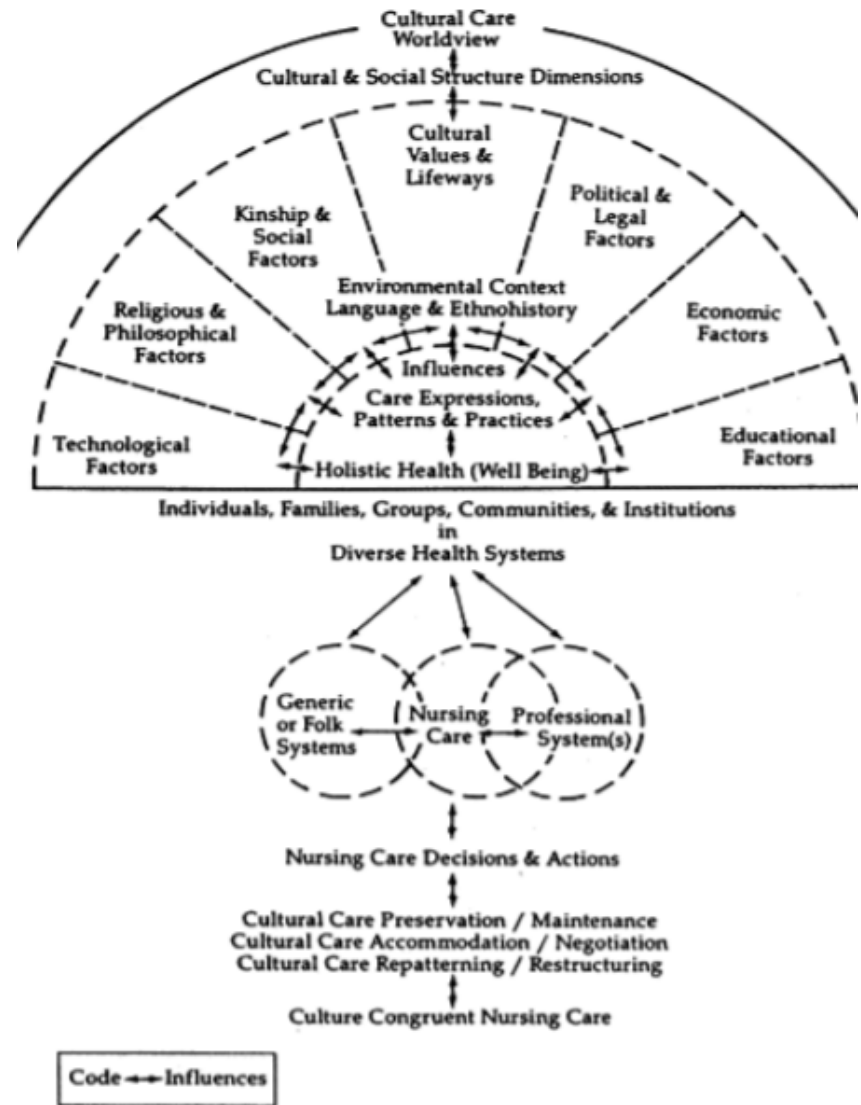 Cultural Care
Worldview
Cultural & Social Structure Dimensions
Cultural
Values &
Lifeways
Kinship &
Social
Factors
Political &
Legal
Factors
Religious &
Philosophical
Factors
Environmental Context
Language & Ethnohistory
Economic
Factors
Influences
Care Expressions,
Patterns & Practices
Technological
Factors
Holistic Health (Well Being)
Educational
Factors
Individuals, Families, Groups, Communities, & Institutions
in
Diverse Health Systems
Generic
or Folk
Systems
Nursing
Care
Professional
System(s)
Nursing Care Decisions & Actions
Cultural Care Preservation / Maintenance
Cultural Care Accommodation / Negotiation
Cultural Care Repatterning / Restructuring
Culture Congruent Nursing Care
Code ↔ Influences